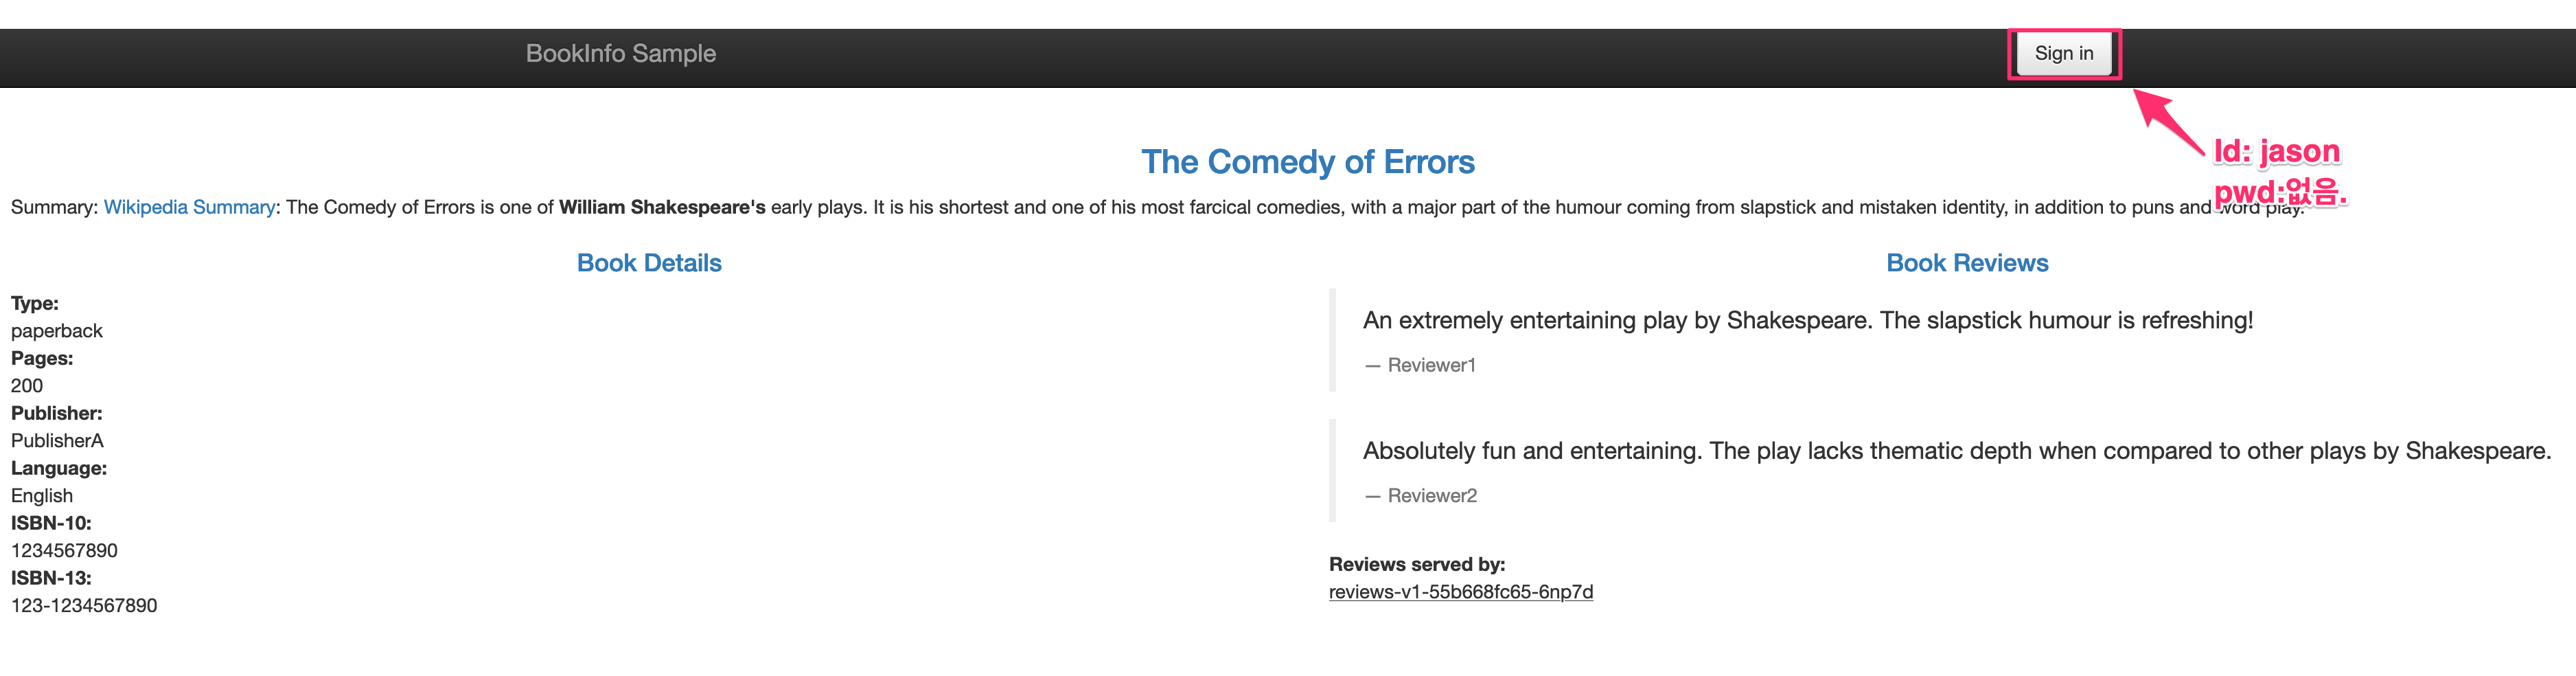 BookInfo Sample
Sign in
Id: jason
pwd:없음.
The Comedy of Errors
Summary: Wikipedia Summary: The Comedy of Errors is one of William Shakespeare's early plays. It is his shortest and one of his most farcical comedies, with a major part of the humour coming from slapstick and mistaken identity, in addition to puns and word play.
Book Details
Type:
paperback
Pages:
200
Publisher:
PublisherA
Language:
English
ISBN-10:
1234567890
ISBN-13:
123-1234567890
Book Reviews
An extremely entertaining play by Shakespeare. The slapstick humour is refreshing!
— Reviewer1
Absolutely fun and entertaining. The play lacks thematic depth when compared to other plays by Shakespeare.
— Reviewer2
Reviews served by:
reviews-v1-55b668fc65-6np7d